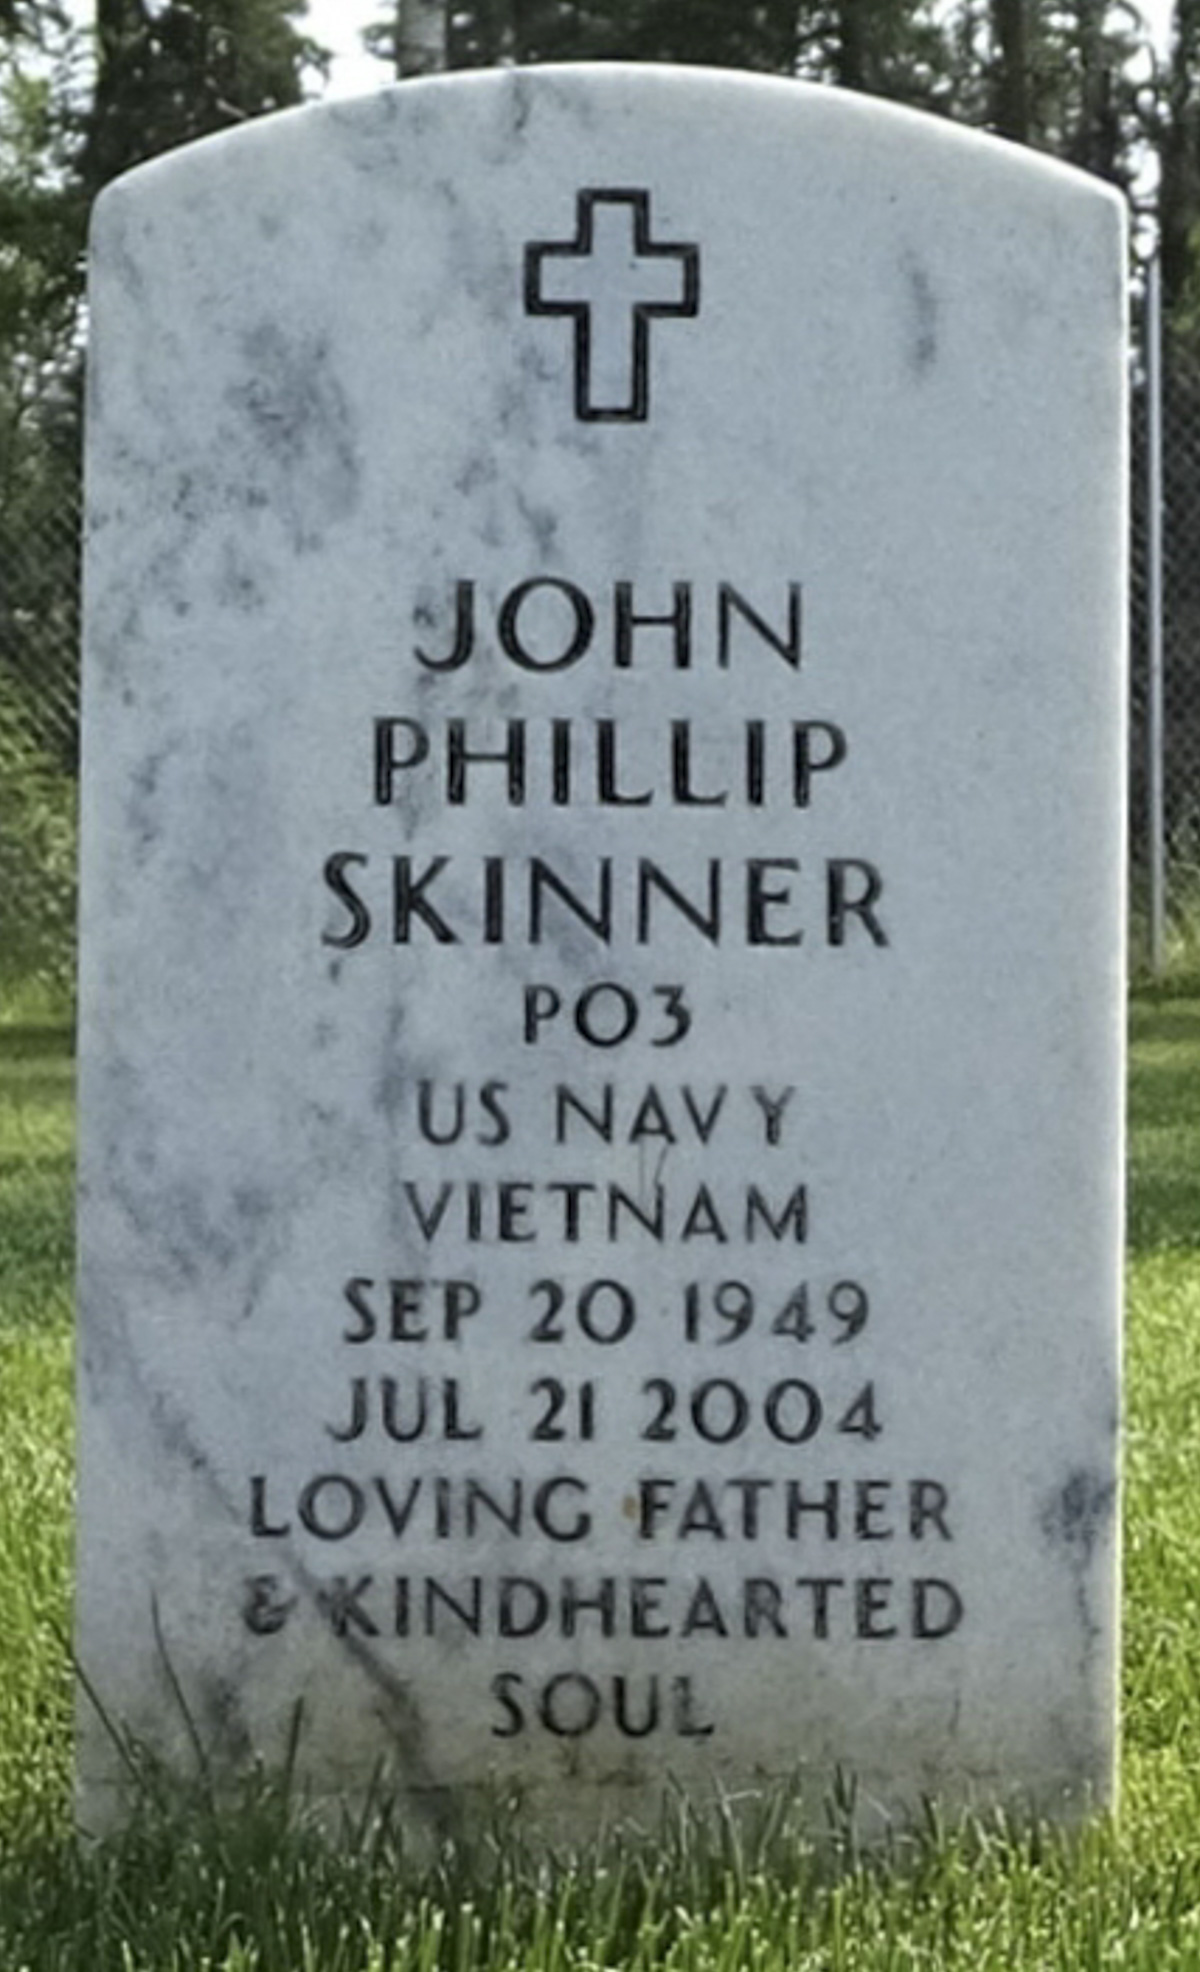 JOHN
PHILLIP
SKINNER
PO3
US NAVY
VIETNAM
SEP 20 1949
JUL 21 2004
LOVING FATHER
& KINDHEARTED
SOUL